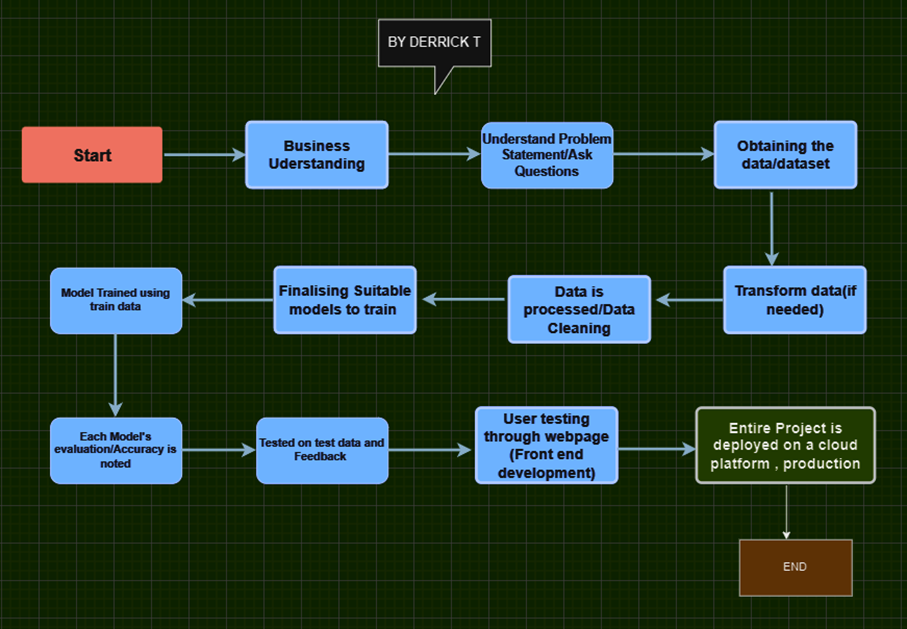 BY DERRICK T
Start
Business
Uderstanding
Understand Problem
Statement/Ask
Questions
Obtaining the
data/dataset
Transform data(if
needed)
Data is
processed/Data
Cleaning
Finalising Suitable
models to train
Model Trained using
train data
Each Model's
evaluation/Accuracy is
noted
Tested on test data and
Feedback
User testing
through webpage
(Front end
development)
Entire Project is
deployed on a cloud
platform , production
END